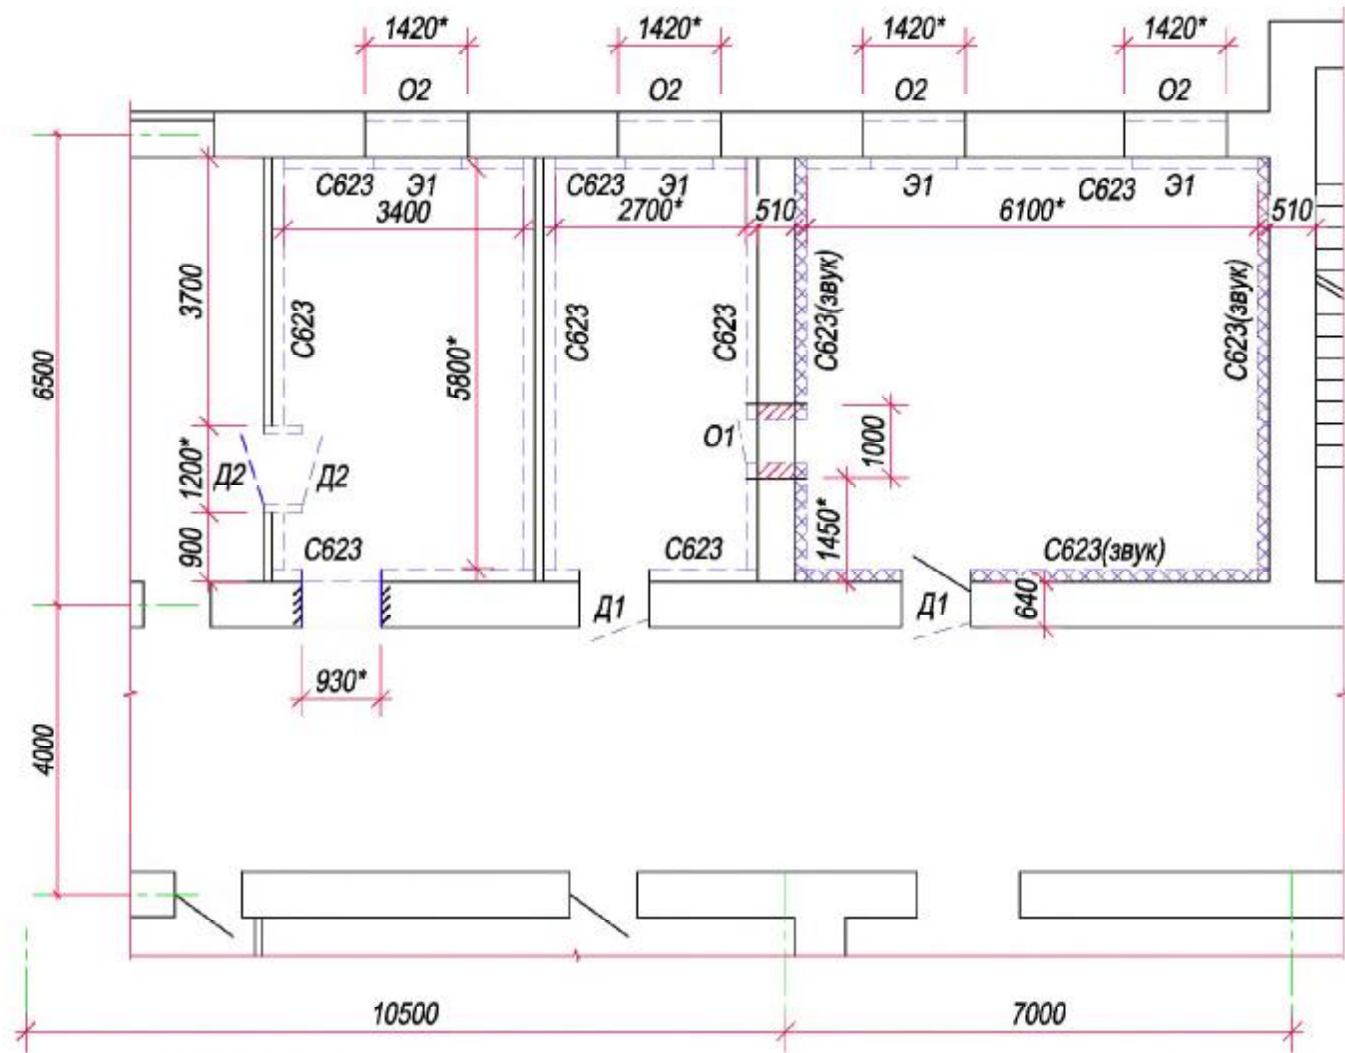 1420* 1420* 1420* 1420*
О2 О2 О2 О2
С623 Э1 С623 Э1 Э1 С623 Э1
3400 2700* 510 6100* 510
3700
С623
5800*
С623
С623
С623(звук)
С623(звук)
6500
1200*
Д2 Д2
О1
1000
900
С623 С623
1450*
С623(звук)
Д1 Д1
640
930*
4000
10500 7000